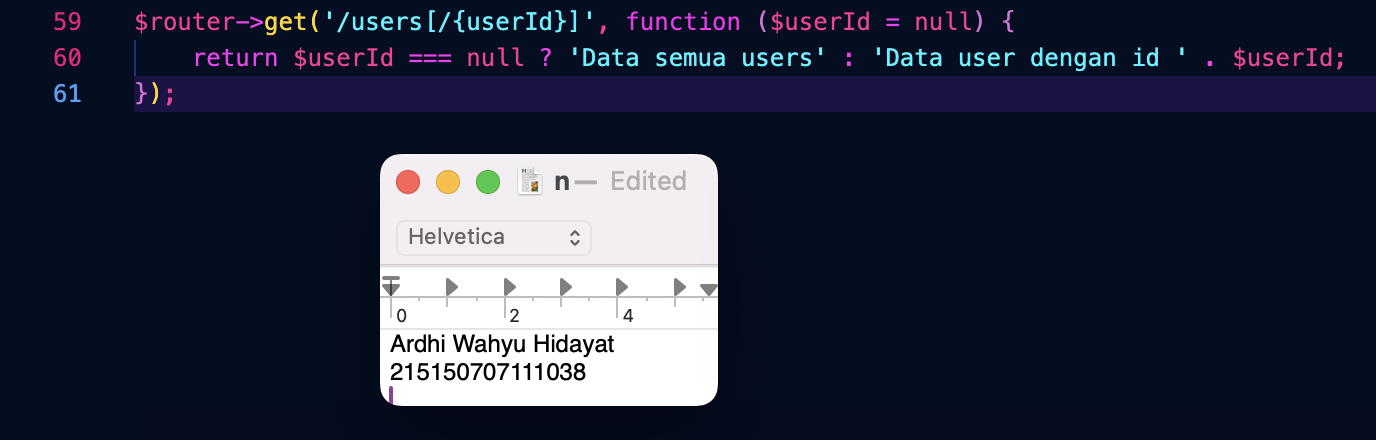 59 $router->get('/users[/{userId}]', function ($userId = null) {
60 return $userId === null ? 'Data semua users' : 'Data user dengan id ' . $userId;
61 });
n — Edited
Helvetica
0 2 4
Ardhi Wahyu Hidayat
215150707111038